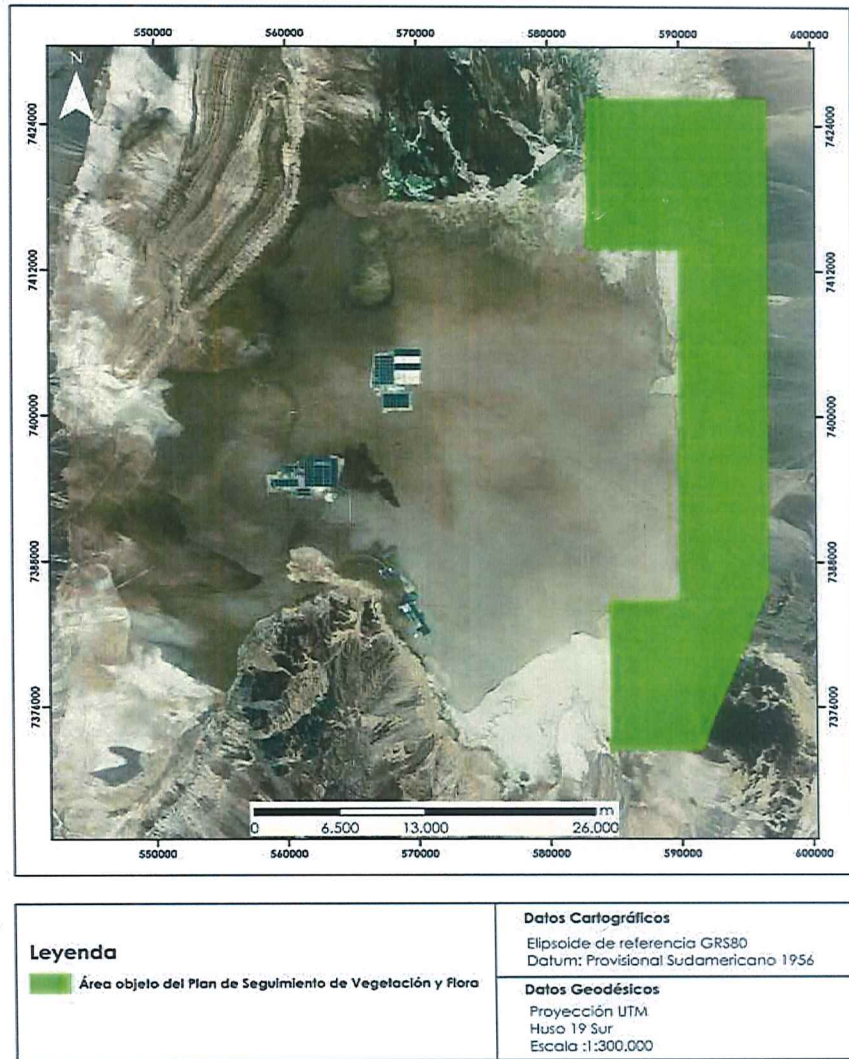 550000 560000 570000 580000 590000 600000
N
7424000 7424000
7412000 7412000
7400000 7400000
7388000 7388000
7376000 7376000
m
0 6.500 13.000 26.000
550000 560000 570000 580000 590000 600000
Leyenda
Área objeto del Plan de Seguimiento de Vegetación y Flora
Datos Cartográficos
Elipsoide de referencia GRS80
Datum: Provisional Sudamericano 1956
Datos Geodésicos
Proyección UTM
Huso 19 Sur
Escala :1:300.000